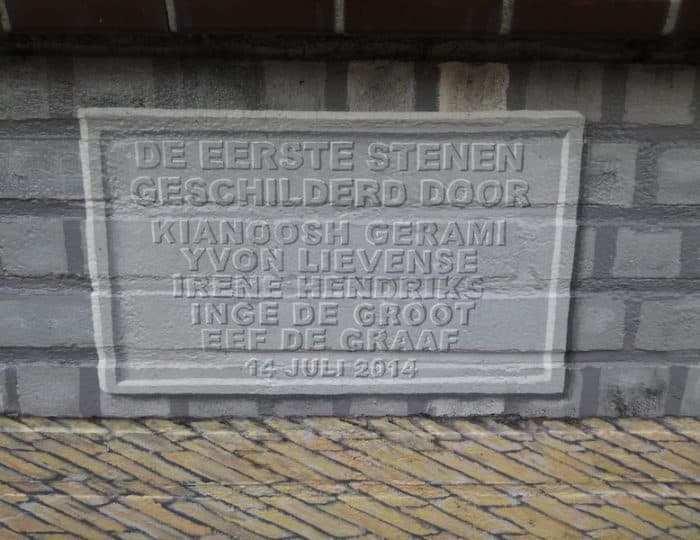 DE EERSTE STENEN
GESCHILDERD DOOR
KIANOOSH GERAMI
YVON LIEVENSE
IRENE HENDRIKS
INGE DE GROOT
EEF DE GRAAF
14 JULI 2014